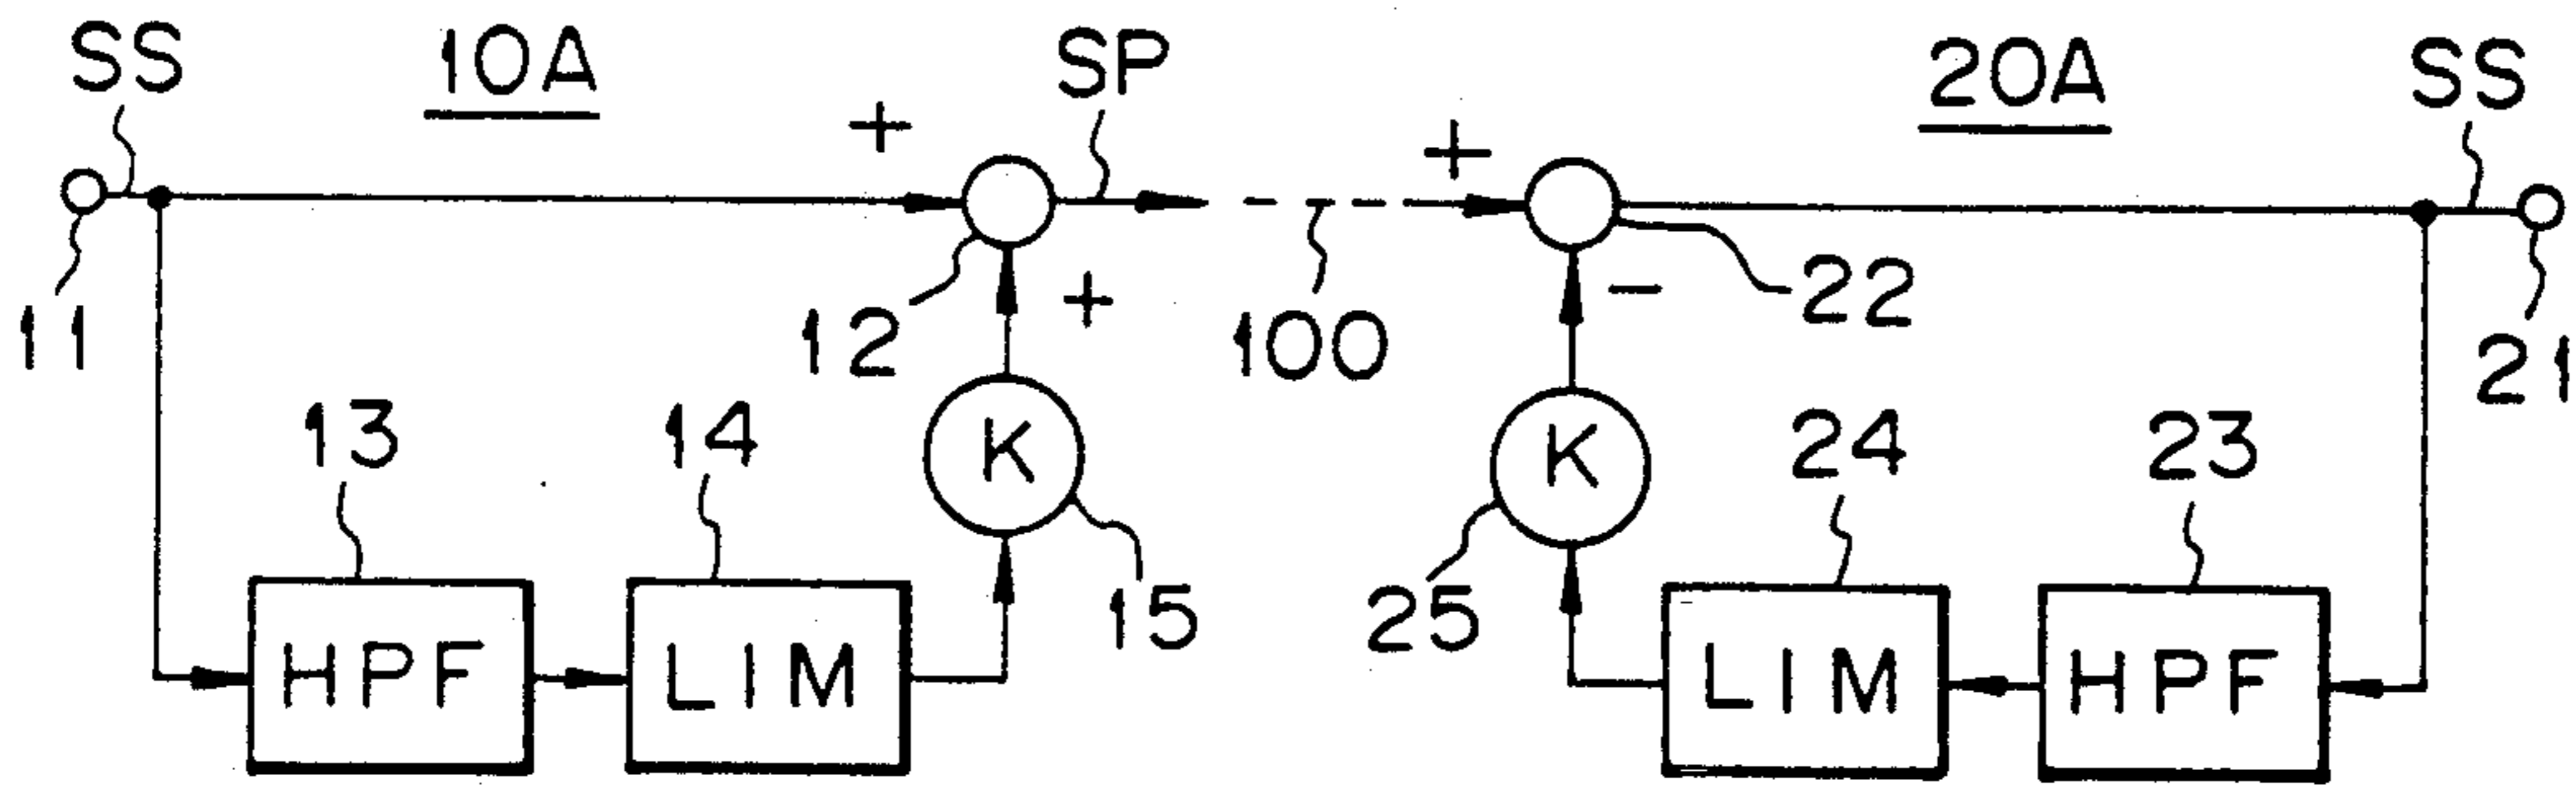 SS 10A SP 20A SS
+ +
11 12 + 100 - 22 21
13 14 K K 24 23
15 25
HPF LIM LIM HPF